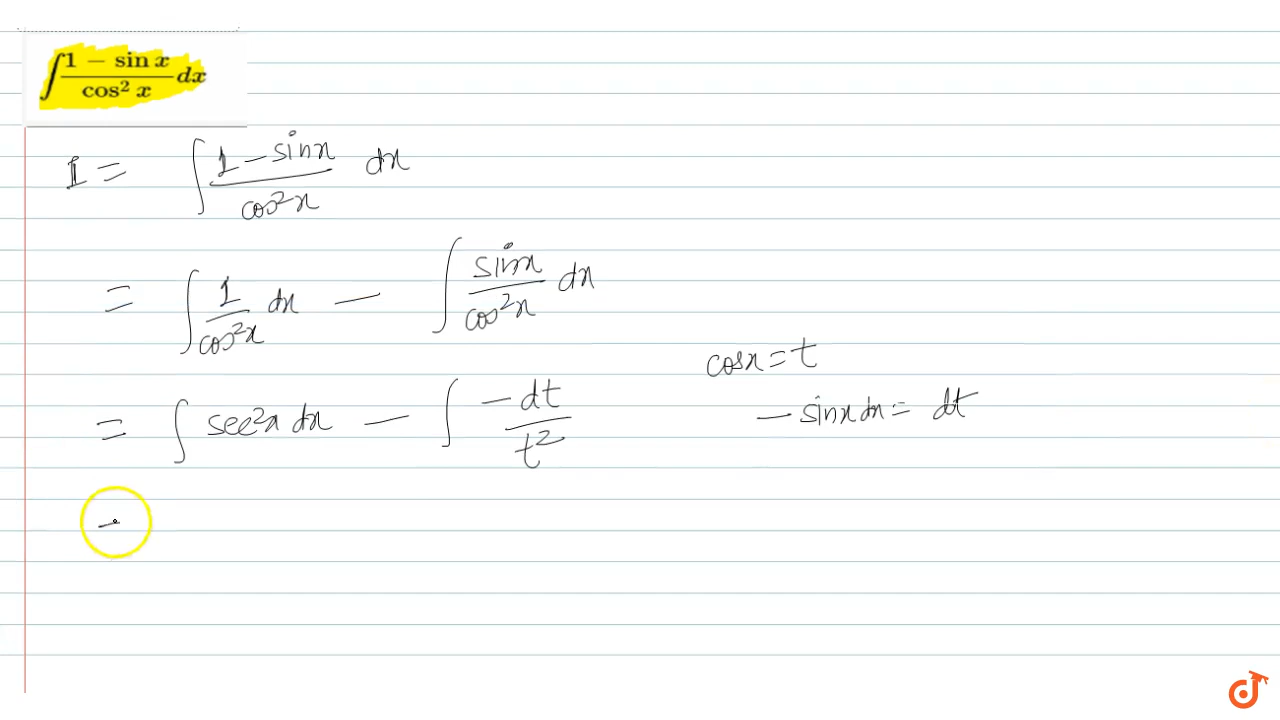 ∫ (1 − sin x)/(cos² x) dx
I = ∫ (1 − sinx)/(cos²x) dx
= ∫ 1/(cos²x) dx − ∫ (sinx)/(cos²x) dx
cosx = t
= ∫ sec²x dx − ∫ (−dt)/(t²)
− sinx dx = dt